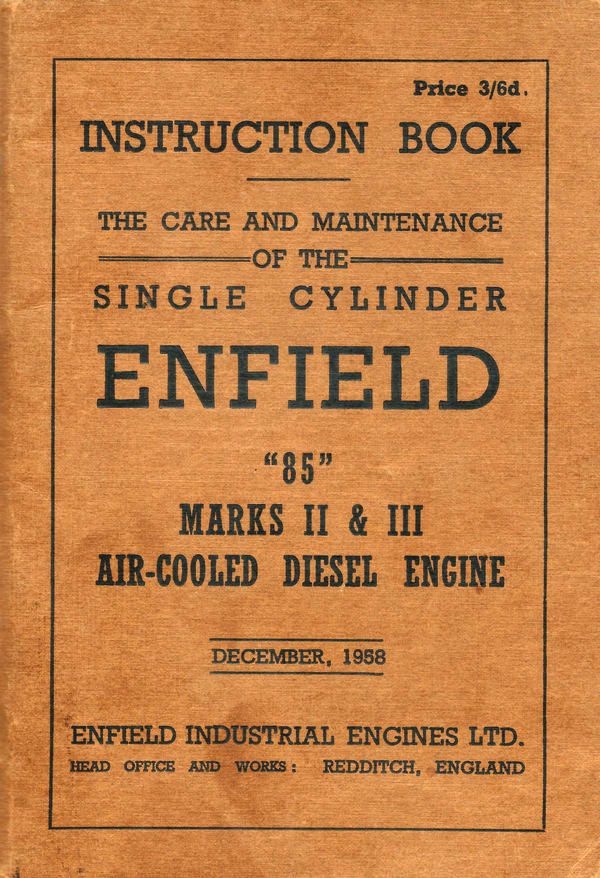 Price 3/6d.
INSTRUCTION BOOK
THE CARE AND MAINTENANCE
OF THE
SINGLE CYLINDER
ENFIELD
"85"
MARKS II & III
AIR-COOLED DIESEL ENGINE
DECEMBER, 1958
ENFIELD INDUSTRIAL ENGINES LTD.
HEAD OFFICE AND WORKS: REDDITCH, ENGLAND